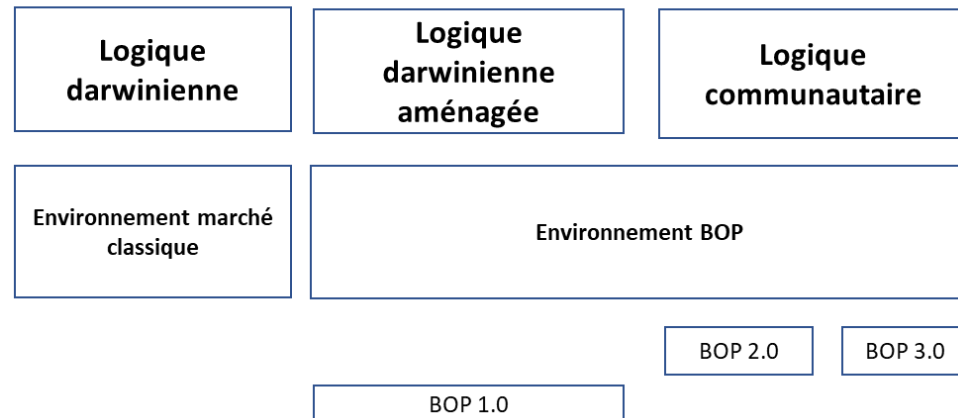 Logique
darwinienne
Logique
darwinienne
aménagée
Logique
communautaire
Environnement marché
classique
Environnement BOP
BOP 2.0
BOP 3.0
BOP 1.0